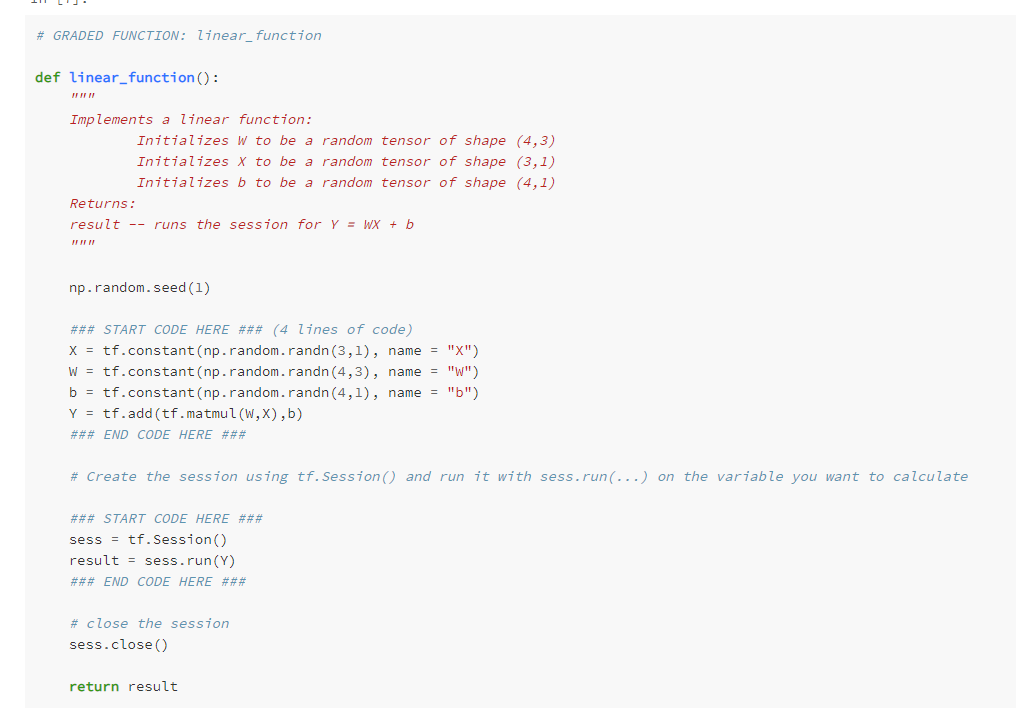 # GRADED FUNCTION: linear_function
def linear_function():
"""
Implements a linear function:
Initializes W to be a random tensor of shape (4,3)
Initializes X to be a random tensor of shape (3,1)
Initializes b to be a random tensor of shape (4,1)
Returns:
result -- runs the session for Y = WX + b
"""
np.random.seed(1)
### START CODE HERE ### (4 lines of code)
X = tf.constant(np.random.randn(3,1), name = "X")
W = tf.constant(np.random.randn(4,3), name = "W")
b = tf.constant(np.random.randn(4,1), name = "b")
Y = tf.add(tf.matmul(W,X),b)
### END CODE HERE ###
# Create the session using tf.Session() and run it with sess.run(...) on the variable you want to calculate
### START CODE HERE ###
sess = tf.Session()
result = sess.run(Y)
### END CODE HERE ###
# close the session
sess.close()
return result